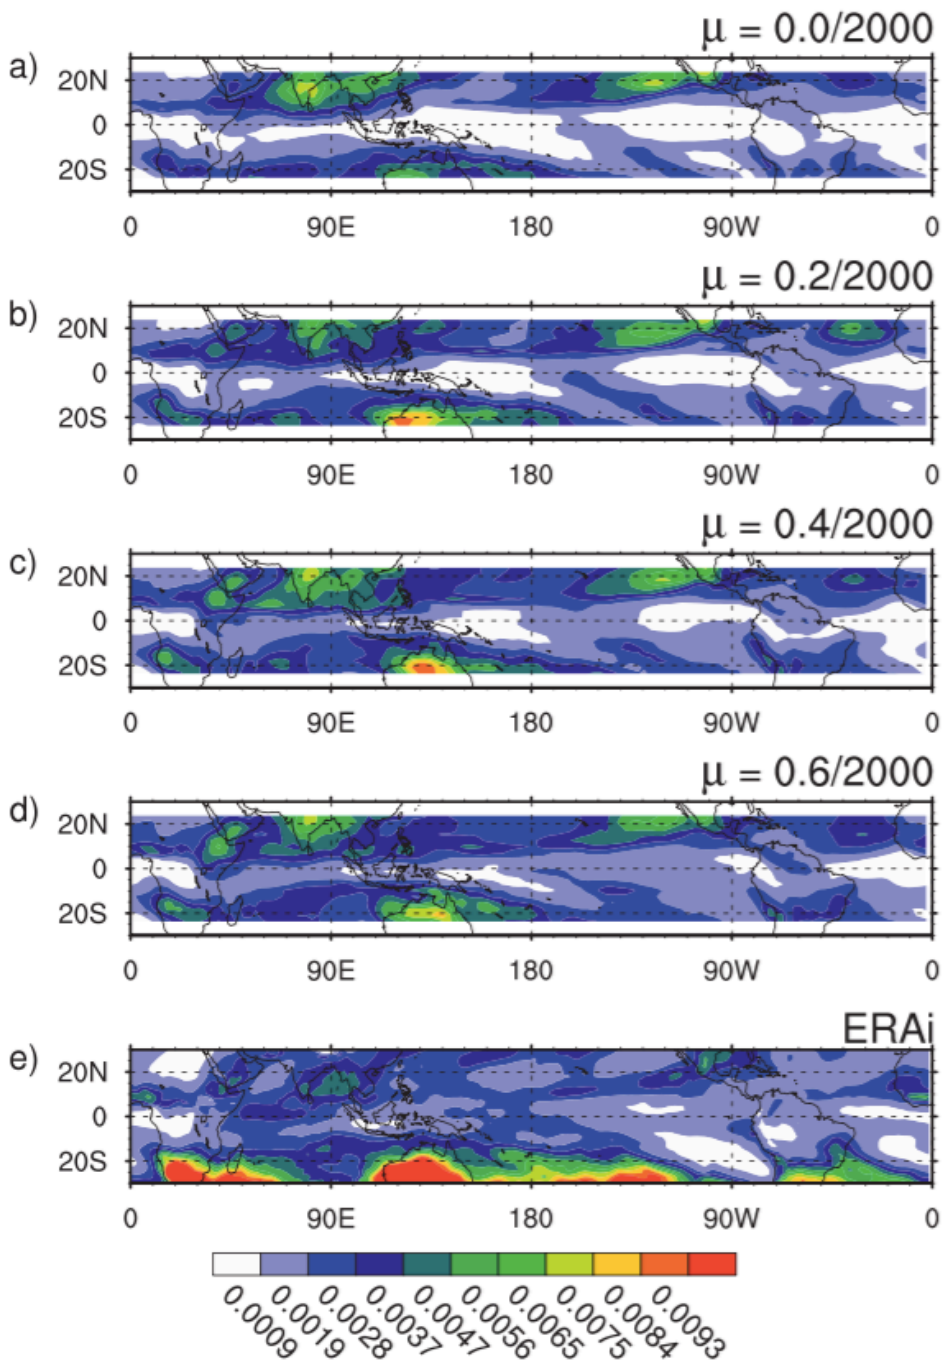 μ = 0.0/2000
a)
20N
0
20S
0 90E 180 90W 0
μ = 0.2/2000
b)
20N
0
20S
0 90E 180 90W 0
μ = 0.4/2000
c)
20N
0
20S
0 90E 180 90W 0
μ = 0.6/2000
d)
20N
0
20S
0 90E 180 90W 0
ERAi
e)
20N
0
20S
0 90E 180 90W 0
0.0009 0.0019 0.0028 0.0037 0.0047 0.0056 0.0065 0.0075 0.0084 0.0093